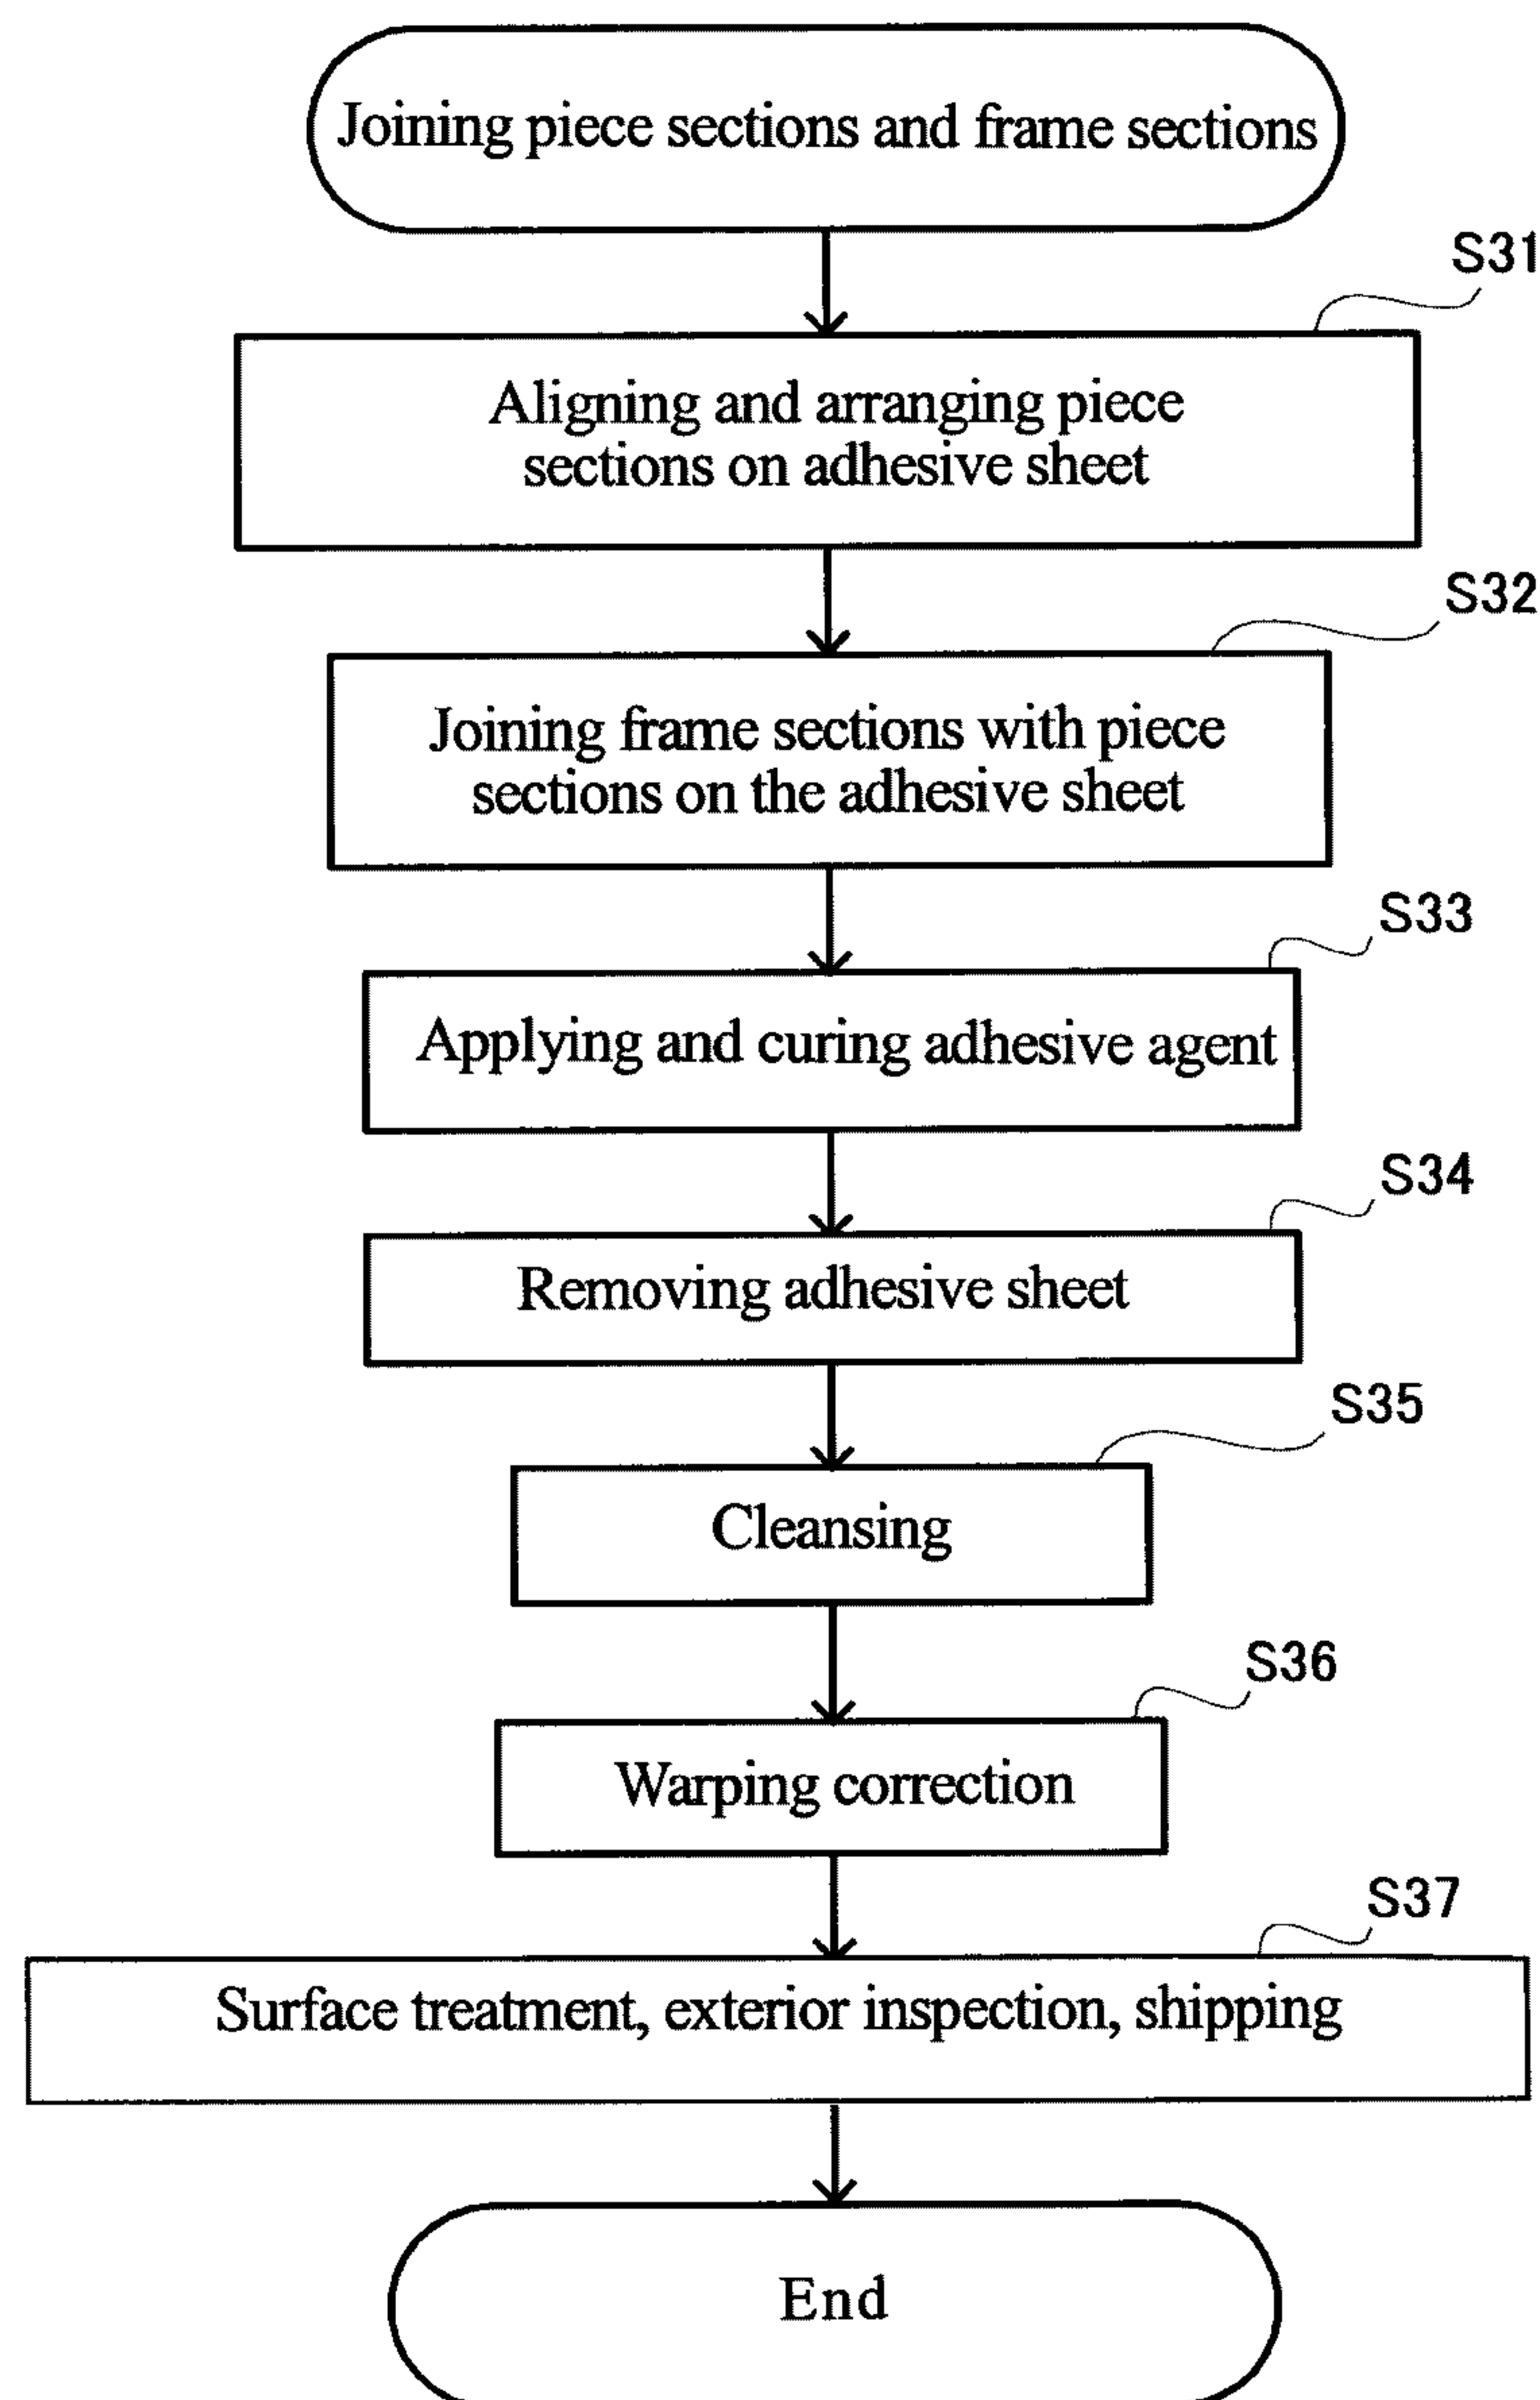 Joining piece sections and frame sections
S31
Aligning and arranging piece
sections on adhesive sheet
S32
Joining frame sections with piece
sections on the adhesive sheet
S33
Applying and curing adhesive agent
S34
Removing adhesive sheet
S35
Cleansing
S36
Warping correction
S37
Surface treatment, exterior inspection, shipping
End